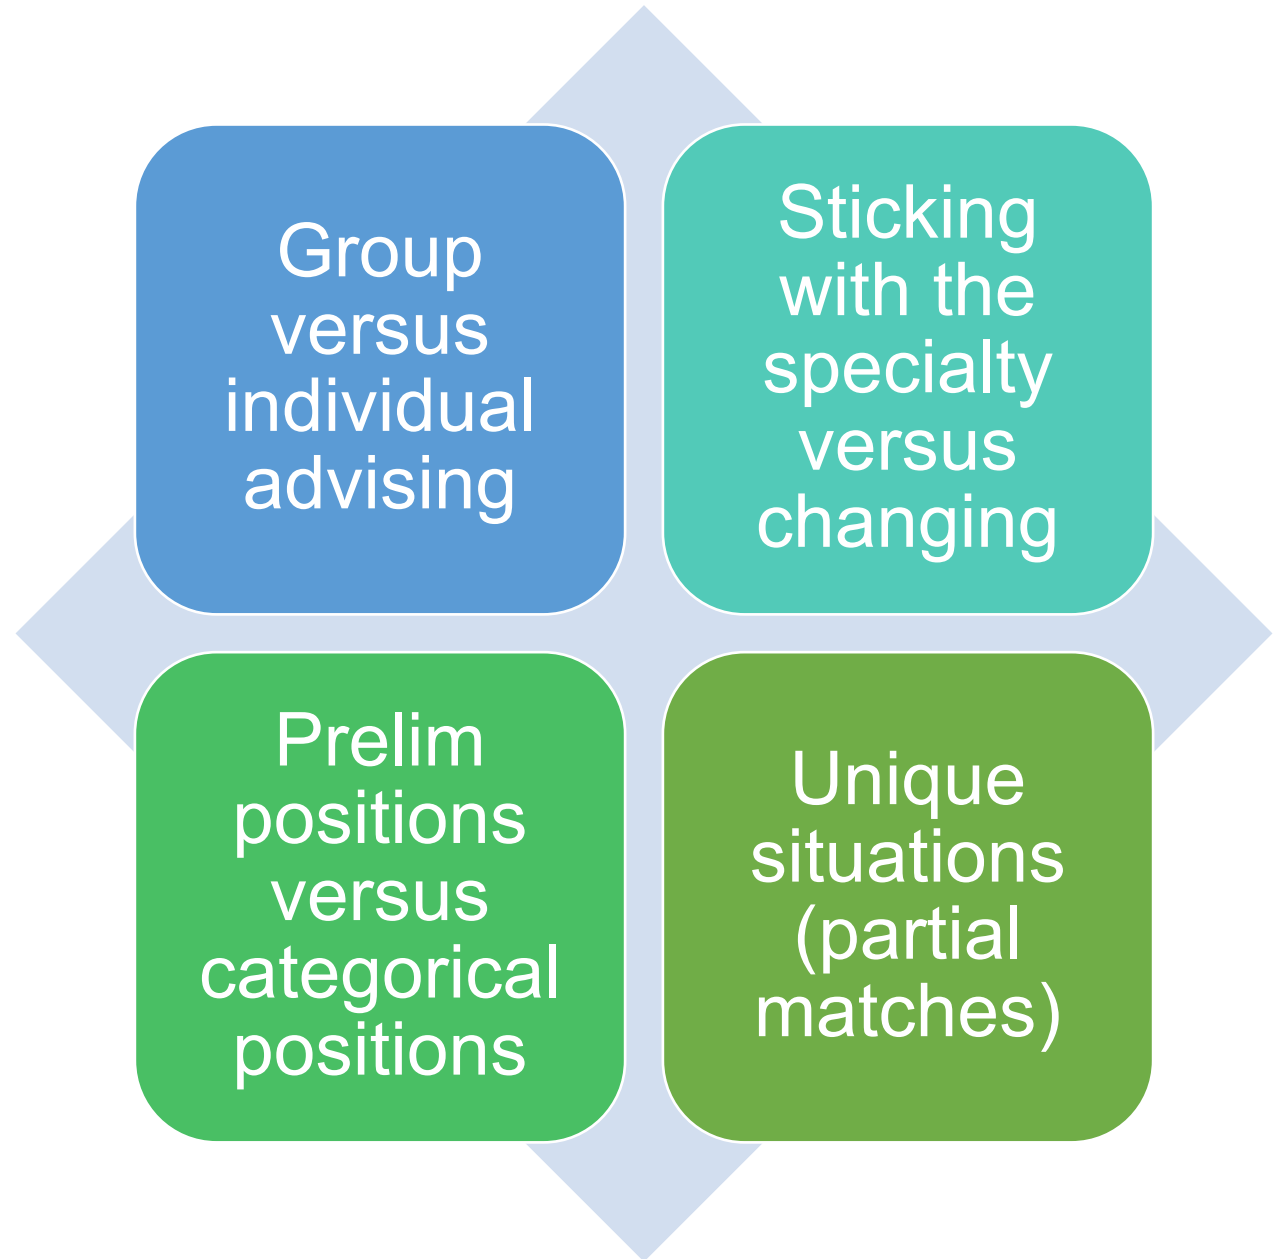 Group
versus
individual
advising
Sticking
with the
specialty
versus
changing
Prelim
positions
versus
categorical
positions
Unique
situations
(partial
matches)